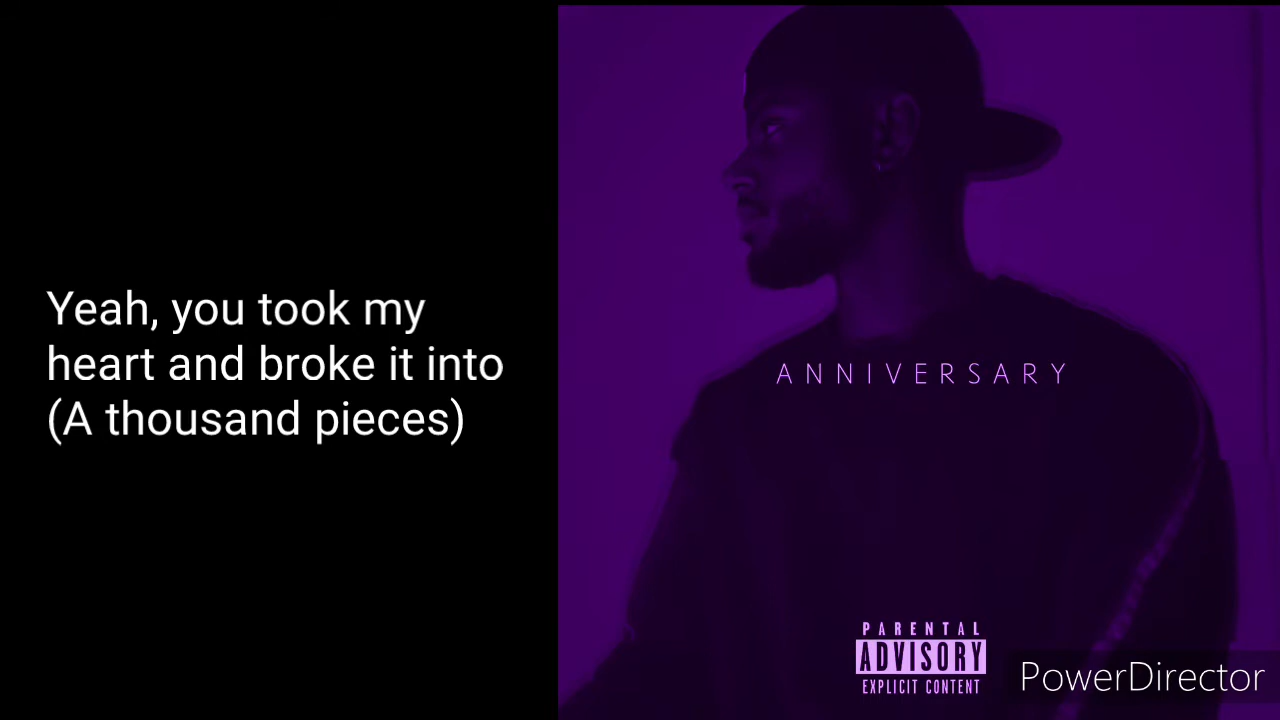 Yeah, you took my
heart and broke it into
(A thousand pieces)
ANNIVERSARY
PARENTAL
ADVISORY
EXPLICIT CONTENT
PowerDirector